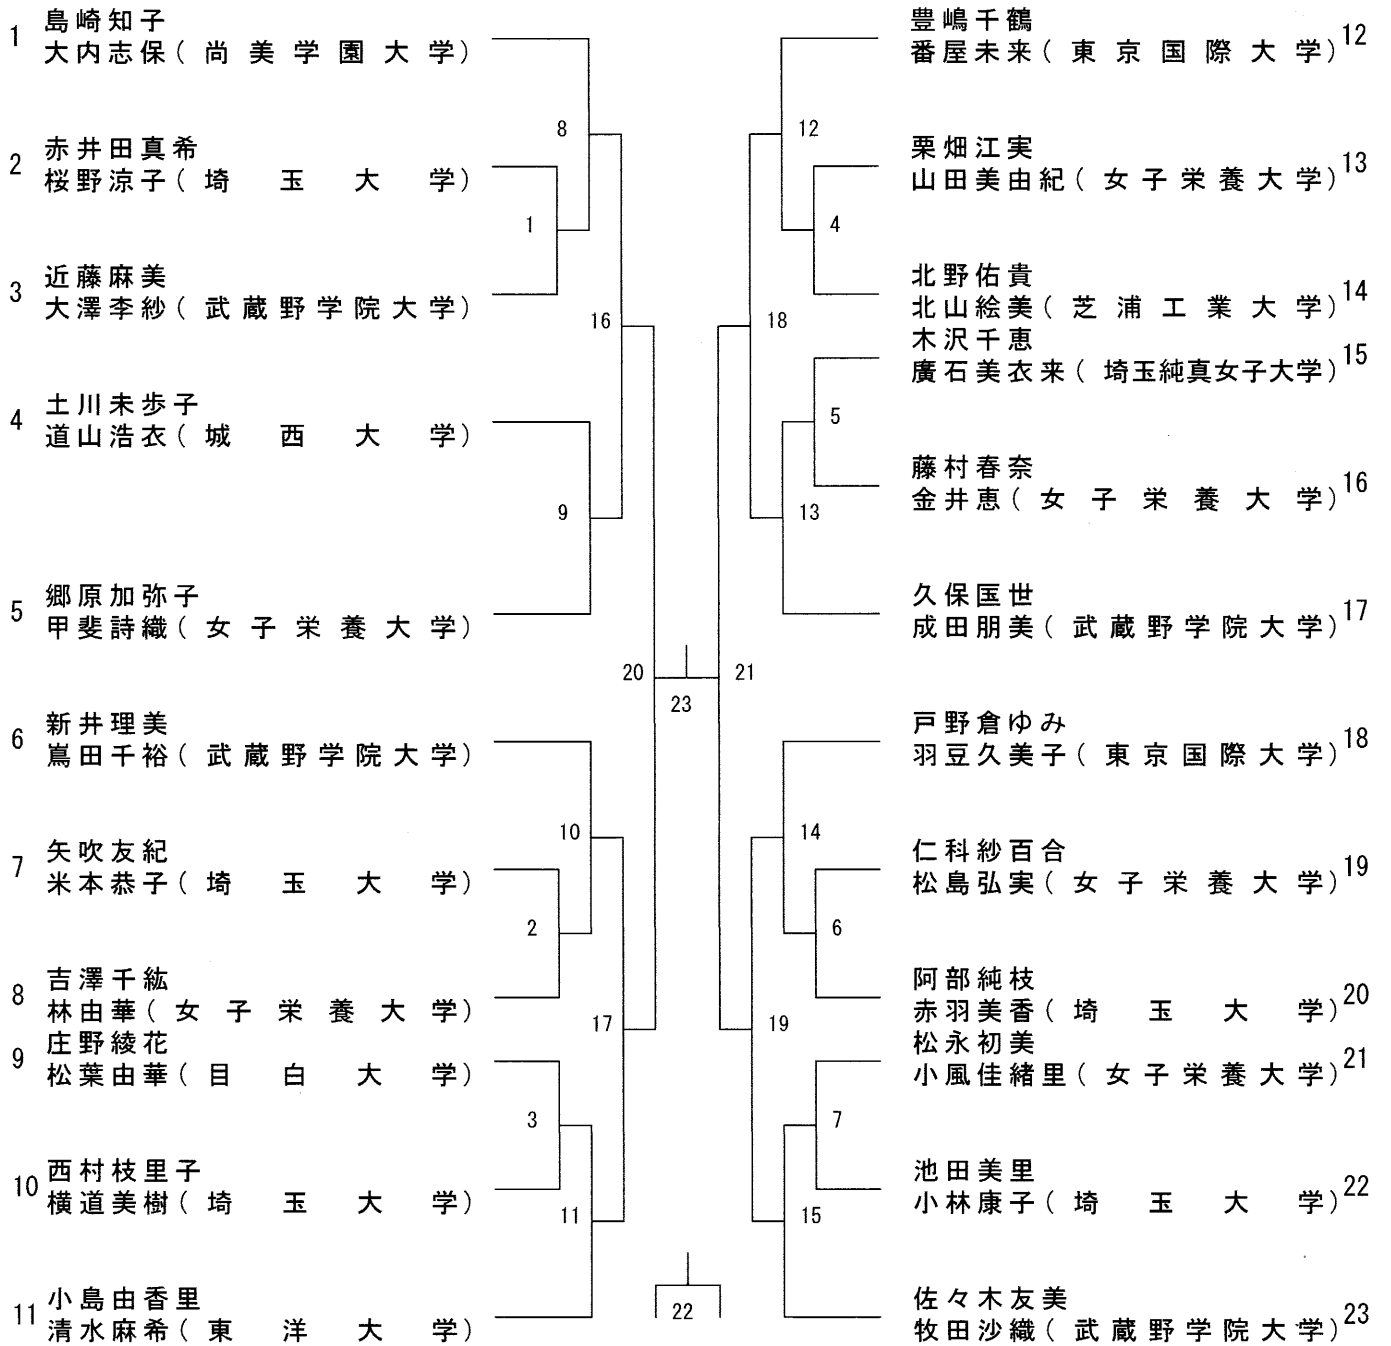 1
島崎知子
大内志保(尚美学園大学)
2
赤井田真希
桜野涼子(埼玉大学)
3
近藤麻美
大澤李紗(武蔵野学院大学)
4
土川未歩子
道山浩衣(城西大学)
5
郷原加弥子
甲斐詩織(女子栄養大学)
6
新井理美
嶌田千裕(武蔵野学院大学)
7
矢吹友紀
米本恭子(埼玉大学)
8
吉澤千紘
林由華(女子栄養大学)
9
庄野綾花
松葉由華(目白大学)
10
西村枝里子
横道美樹(埼玉大学)
11
小島由香里
清水麻希(東洋大学)
8
1
16
9
20
10
2
17
3
11
23
22
12
4
18
5
13
21
14
6
19
7
15
豊嶋千鶴
番屋未来(東京国際大学)
12
栗畑江実
山田美由紀(女子栄養大学)
13
北野佑貴
北山絵美(芝浦工業大学)
14
木沢千恵
廣石美衣来(埼玉純真女子大学)
15
藤村春奈
金井恵(女子栄養大学)
16
久保国世
成田朋美(武蔵野学院大学)
17
戸野倉ゆみ
羽豆久美子(東京国際大学)
18
仁科紗百合
松島弘実(女子栄養大学)
19
阿部純枝
赤羽美香(埼玉大学)
20
松永初美
小風佳緒里(女子栄養大学)
21
池田美里
小林康子(埼玉大学)
22
佐々木友美
牧田沙織(武蔵野学院大学)
23